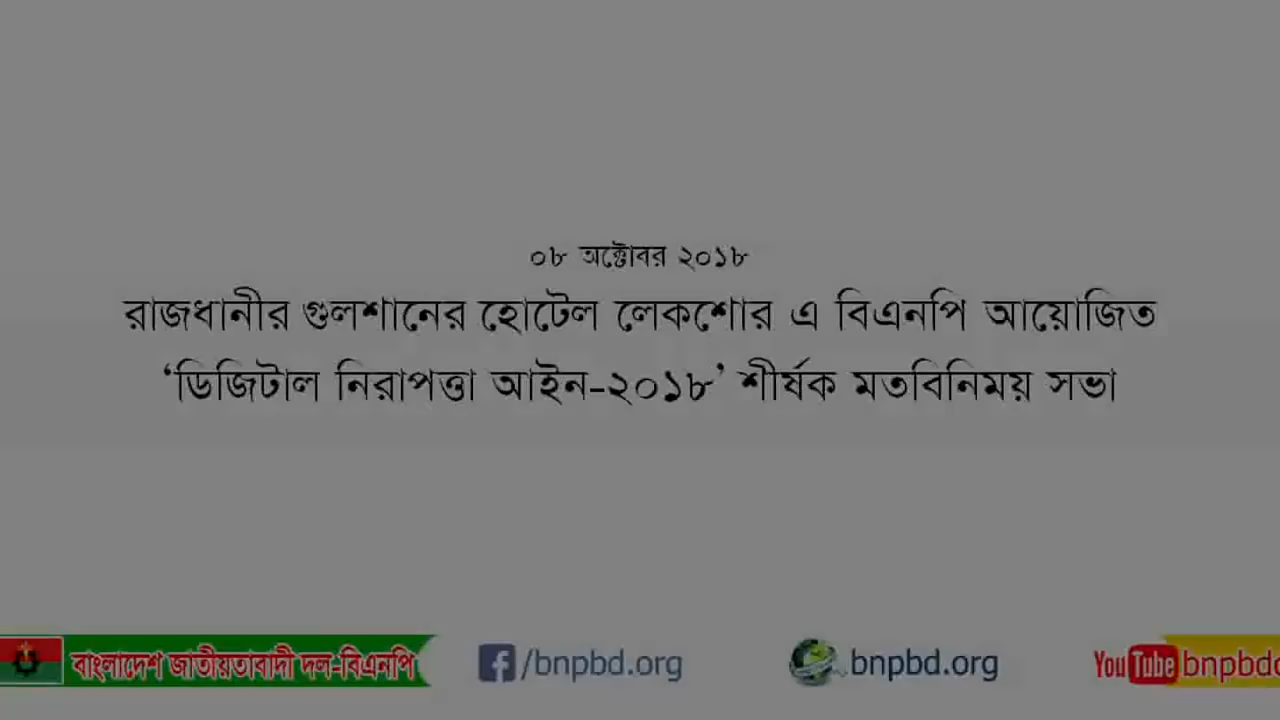 ০৮ অক্টোবর ২০১৮
রাজধানীর গুলশানের হোটেল লেকশোর এ বিএনপি আয়োজিত
‘ডিজিটাল নিরাপত্তা আইন-২০১৮’ শীর্ষক মতবিনিময় সভা
বাংলাদেশ জাতীয়তাবাদী দল-বিএনপি f/bnpbd.org bnpbd.org YouTube bnpbd